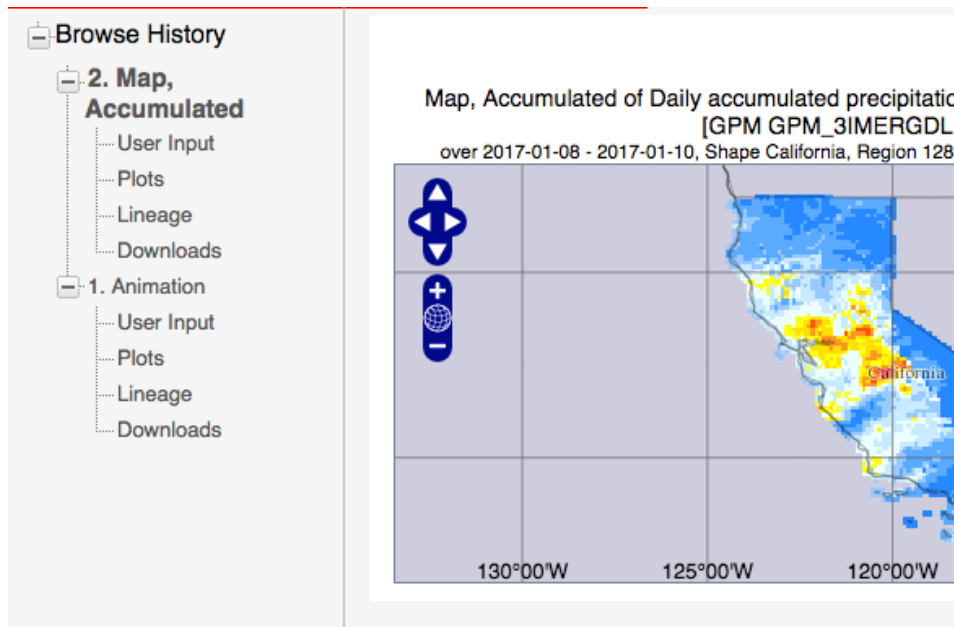 Browse History
2. Map,
Accumulated
User Input
Plots
Lineage
Downloads
1. Animation
User Input
Plots
Lineage
Downloads
Map, Accumulated of Daily accumulated precipitatio
[GPM GPM_3IMERGDL
over 2017-01-08 - 2017-01-10, Shape California, Region 128
California
130°00'W 125°00'W 120°00'W